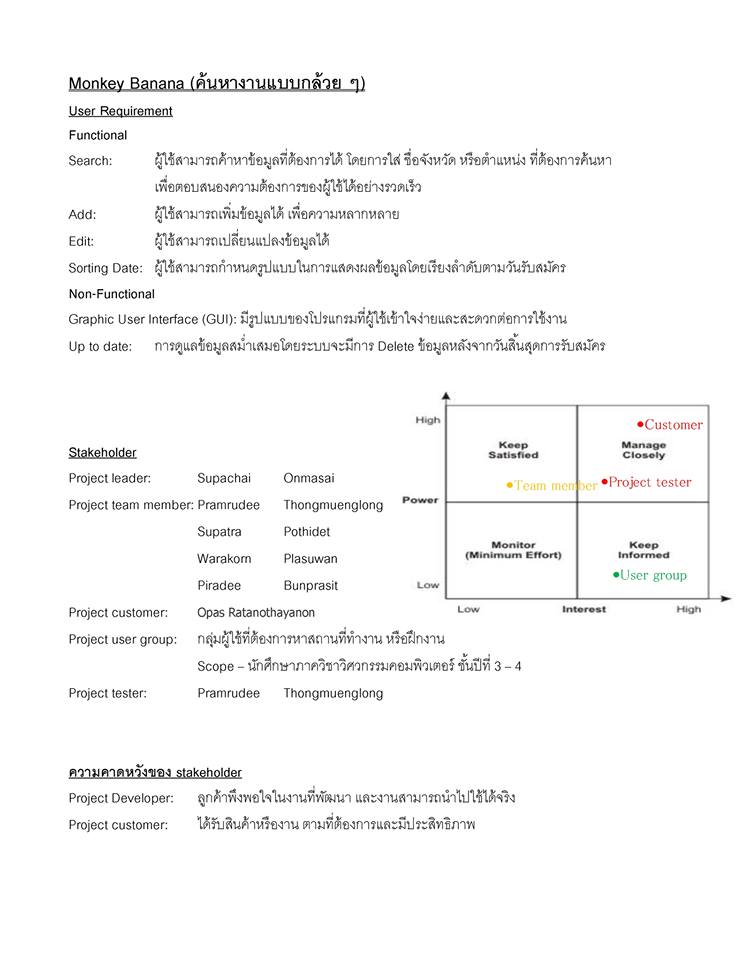 Monkey Banana (ค้นหางานแบบกล้วย ๆ)
User Requirement
Functional
Search: ผู้ใช้สามารถค้าหาข้อมูลที่ต้องการได้ โดยการใส่ ชื่อจังหวัด หรือตำแหน่ง ที่ต้องการค้นหา
เพื่อตอบสนองความต้องการของผู้ใช้ได้อย่างรวดเร็ว
Add: ผู้ใช้สามารถเพิ่มข้อมูลได้ เพื่อความหลากหลาย
Edit: ผู้ใช้สามารถเปลี่ยนแปลงข้อมูลได้
Sorting Date: ผู้ใช้สามารถกำหนดรูปแบบในการแสดงผลข้อมูลโดยเรียงลำดับตามวันรับสมัคร
Non-Functional
Graphic User Interface (GUI): มีรูปแบบของโปรแกรมที่ผู้ใช้เข้าใจง่ายและสะดวกต่อการใช้งาน
Up to date: การดูแลข้อมูลสม่ำเสมอโดยระบบจะมีการ Delete ข้อมูลหลังจากวันสิ้นสุดการรับสมัคร
Stakeholder
Project leader: Supachai Onmasai
Project team member: Pramrudee Thongmuenglong
Supatra Pothidet
Warakorn Plasuwan
Piradee Bunprasit
Project customer: Opas Ratanothayanon
Project user group: กลุ่มผู้ใช้ที่ต้องการหาสถานที่ทำงาน หรือฝึกงาน
Scope – นักศึกษาภาควิชาวิศวกรรมคอมพิวเตอร์ ชั้นปีที่ 3 – 4
Project tester: Pramrudee Thongmuenglong
High
Customer
Keep
Satisfied
Manage
Closely
Team member
Project tester
Power
Monitor
(Minimum Effort)
Keep
Informed
User group
Low
Low Interest High
ความคาดหวังของ stakeholder
Project Developer: ลูกค้าพึงพอใจในงานที่พัฒนา และงานสามารถนำไปใช้ได้จริง
Project customer: ได้รับสินค้าหรืองาน ตามที่ต้องการและมีประสิทธิภาพ